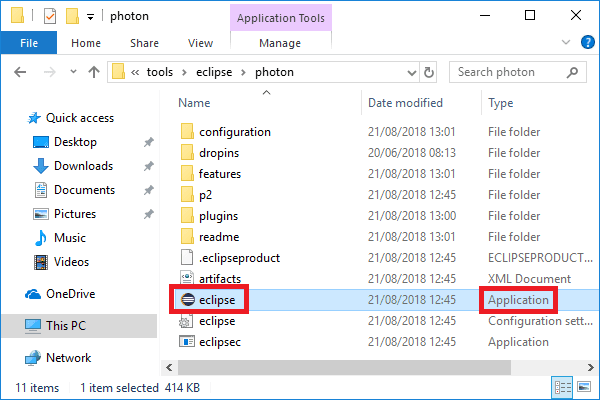 photon
Application Tools
File Home Share View Manage
« tools › eclipse › photon
Search photon
Name Date modified Type
Quick access
Desktop
Downloads
Documents
Pictures
Music
Videos
OneDrive
This PC
Network
configuration 21/08/2018 13:01 File folder
dropins 20/06/2018 08:13 File folder
features 21/08/2018 13:01 File folder
p2 21/08/2018 12:45 File folder
plugins 21/08/2018 13:00 File folder
readme 21/08/2018 13:01 File folder
.eclipseproduct 21/08/2018 12:45 ECLIPSEPRODUCT...
artifacts 21/08/2018 12:45 XML Document
eclipse 21/08/2018 12:45 Application
eclipse 21/08/2018 12:45 Configuration sett...
eclipsec 21/08/2018 12:45 Application
11 items 1 item selected 414 KB